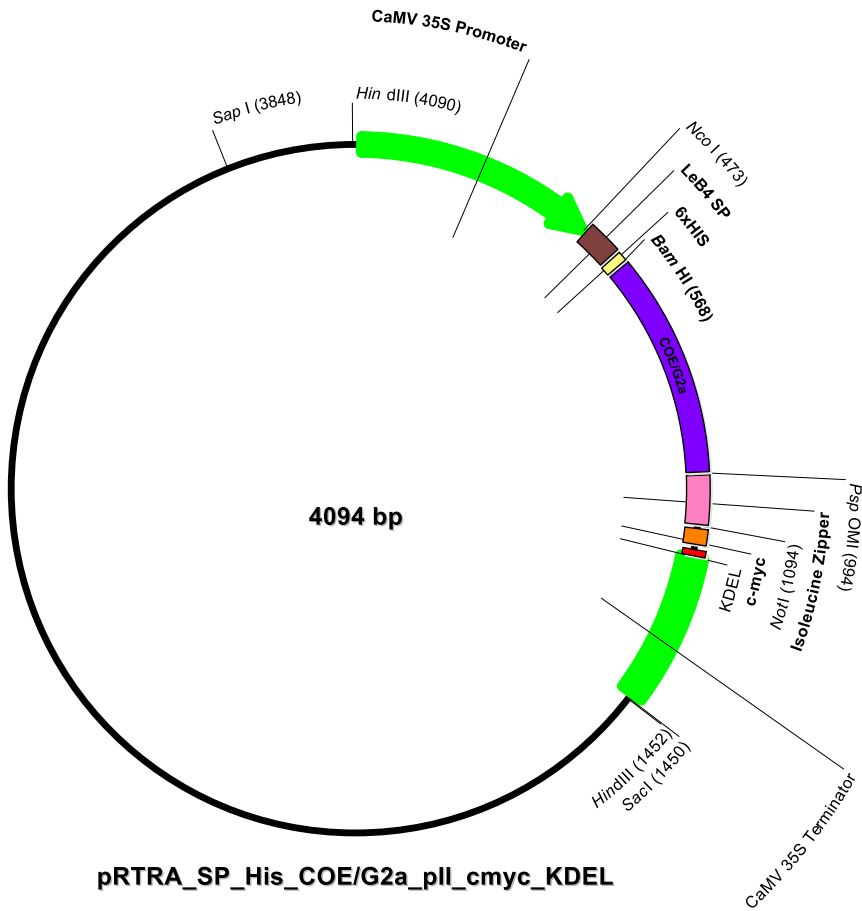 CaMV 35S Promoter
Hin dIII (4090)
Sap I (3848)
Nco I (473)
LeB4 SP
6xHIS
Bam HI (568)
COE/G2a
Psp OMI (994)
Isoleucine Zipper
NotI (1094)
c-myc
KDEL
4094 bp
HindIII (1452)
SacI (1450)
CaMV 35S Terminator
pRTRA_SP_His_COE/G2a_pII_cmyc_KDEL